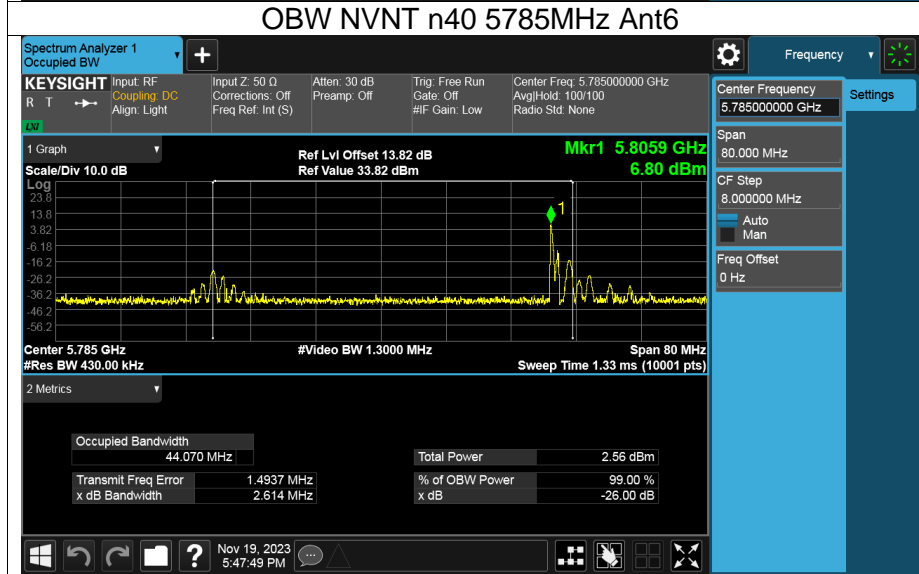 OBW NVNT n40 5785MHz Ant6
Spectrum Analyzer 1
Occupied BW
+
Frequency
KEYSIGHT
R T
LXI
Input: RF
Coupling: DC
Align: Light
Input Z: 50 Ω
Corrections: Off
Freq Ref: Int (S)
Atten: 30 dB
Preamp: Off
Trig: Free Run
Gate: Off
#IF Gain: Low
Center Freq: 5.785000000 GHz
Avg|Hold: 100/100
Radio Std: None
Center Frequency
5.785000000 GHz
Settings
Span
80.000 MHz
CF Step
8.000000 MHz
Auto
Man
Freq Offset
0 Hz
1 Graph
Scale/Div 10.0 dB
Ref Lvl Offset 13.82 dB
Ref Value 33.82 dBm
Mkr1 5.8059 GHz
6.80 dBm
Log
23.8
13.8
3.82
-6.18
-16.2
-26.2
-36.2
-46.2
-56.2
1
Center 5.785 GHz
#Res BW 430.00 kHz
#Video BW 1.3000 MHz
Span 80 MHz
Sweep Time 1.33 ms (10001 pts)
2 Metrics
Occupied Bandwidth
44.070 MHz
Transmit Freq Error 1.4937 MHz
x dB Bandwidth 2.614 MHz
Total Power 2.56 dBm
% of OBW Power 99.00 %
x dB -26.00 dB
?
Nov 19, 2023
5:47:49 PM